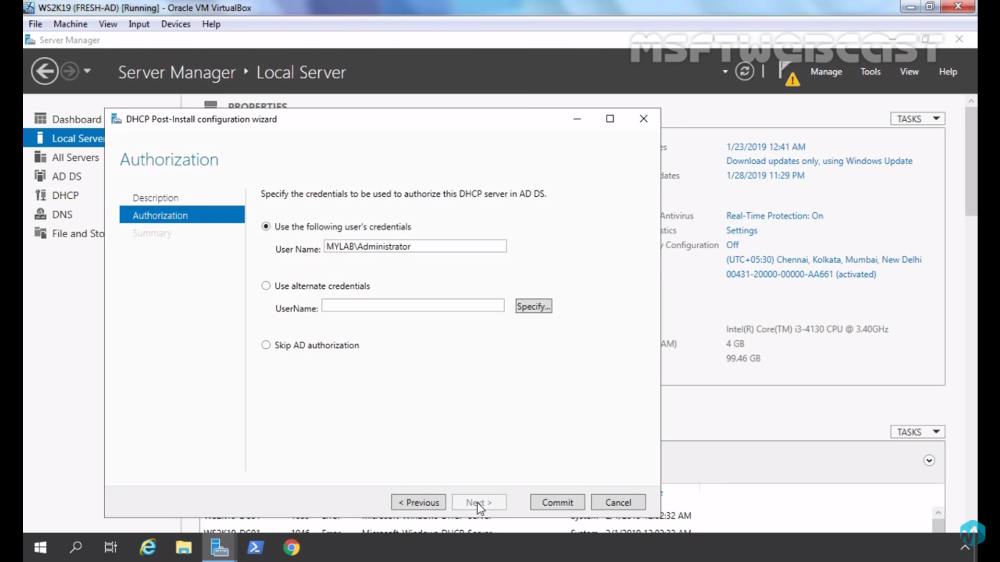 WS2K19 (FRESH-AD) [Running] - Oracle VM VirtualBox
File Machine View Input Devices Help
Server Manager
MSFTWEBCAST
Server Manager ‣ Local Server
Manage Tools View Help
PROPERTIES
Dashboard
Local Server
All Servers
AD DS
DHCP
DNS
File and Sto
DHCP Post-Install configuration wizard
Authorization
Description
Authorization
Summary
Specify the credentials to be used to authorize this DHCP server in AD DS.
Use the following user's credentials
User Name: MYLAB\Administrator
Use alternate credentials
UserName:
Specify...
Skip AD authorization
< Previous
Next >
Commit
Cancel
TASKS
es 1/23/2019 12:41 AM
Download updates only, using Windows Update
dates 1/28/2019 11:29 PM
Antivirus Real-Time Protection: On
stics Settings
y Configuration Off
(UTC+05:30) Chennai, Kolkata, Mumbai, New Delhi
00431-20000-00000-AA661 (activated)
Intel(R) Core(TM) i3-4130 CPU @ 3.40GHz
AM) 4 GB
99.46 GB
TASKS